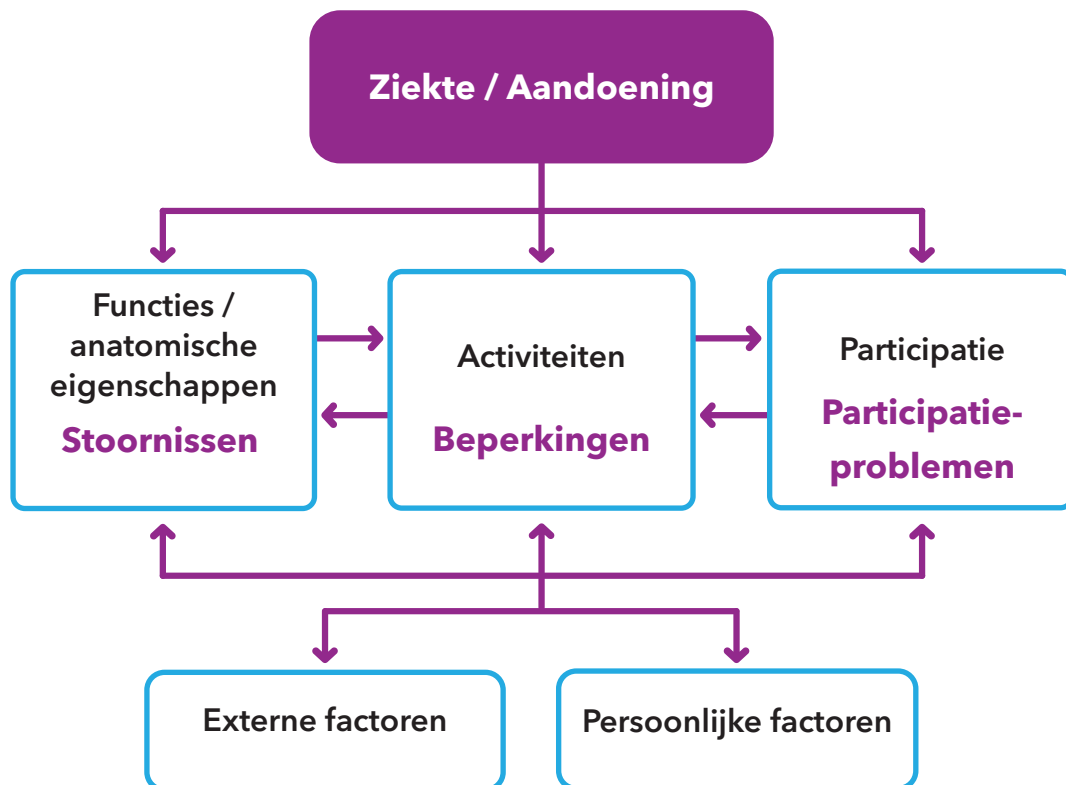 Ziekte / Aandoening
Functies /
anatomische
eigenschappen
Stoornissen
Activiteiten
Beperkingen
Participatie
Participatie-
problemen
Externe factoren
Persoonlijke factoren